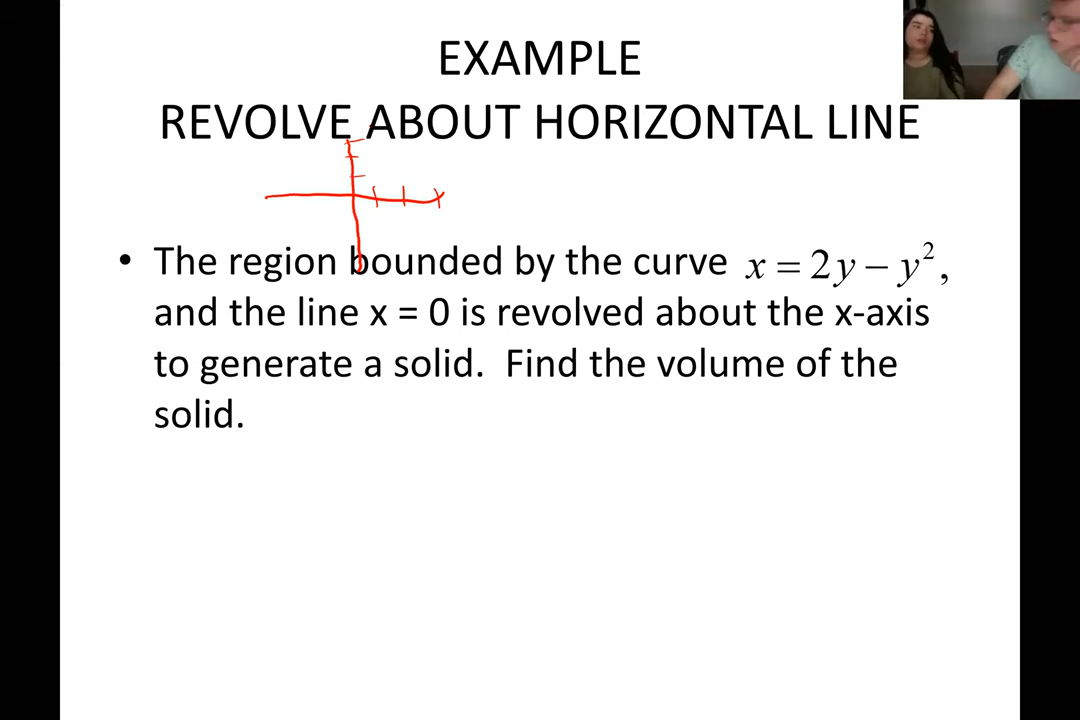 EXAMPLE
REVOLVE ABOUT HORIZONTAL LINE
• The region bounded by the curve x = 2y − y²,
and the line x = 0 is revolved about the x-axis
to generate a solid.  Find the volume of the
solid.